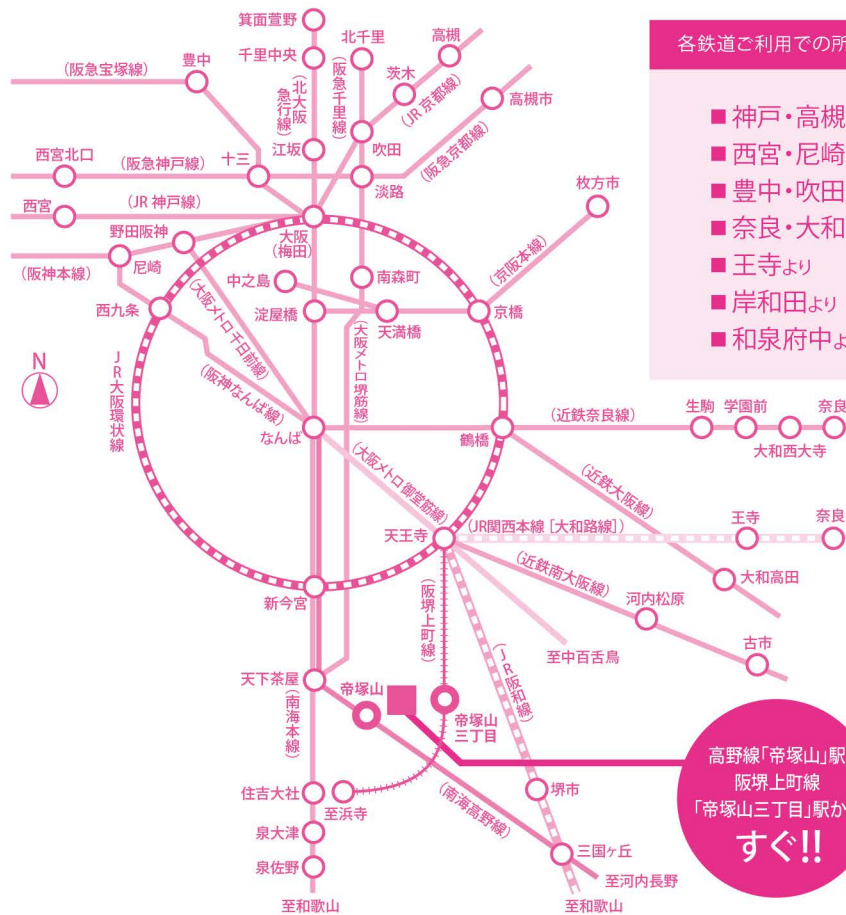 箕面萱野
千里中央
北千里
高槻
豊中
茨木
(阪急宝塚線)
(北大阪急行線)
(阪急千里線)
(JR京都線)
高槻市
江坂
吹田
(阪急京都線)
西宮北口
(阪急神戸線)
十三
淡路
枚方市
西宮
(JR神戸線)
野田阪神
大阪
(梅田)
(阪神本線)
尼崎
中之島
南森町
(京阪本線)
西九条
(大阪メトロ千日前線)
淀屋橋
天満橋
京橋
N
JR大阪環状線
(阪神なんば線)
(大阪メトロ堺筋線)
なんば
鶴橋
(近鉄奈良線)
生駒
学園前
奈良
大和西大寺
(大阪メトロ御堂筋線)
(近鉄大阪線)
天王寺
(JR関西本線[大和路線])
王寺
奈良
新今宮
(阪堺上町線)
(近鉄南大阪線)
大和高田
河内松原
至中百舌鳥
古市
(JR阪和線)
天下茶屋
帝塚山
帝塚山
三丁目
(南海本線)
住吉大社
至浜寺
(南海高野線)
堺市
泉大津
泉佐野
三国ヶ丘
至河内長野
至和歌山
至和歌山
各鉄道ご利用での所
■神戸・高槻
■西宮・尼崎
■豊中・吹田
■奈良・大和
■王寺より
■岸和田より
■和泉府中よ
高野線「帝塚山」駅
阪堺上町線
「帝塚山三丁目」駅か
すぐ!!